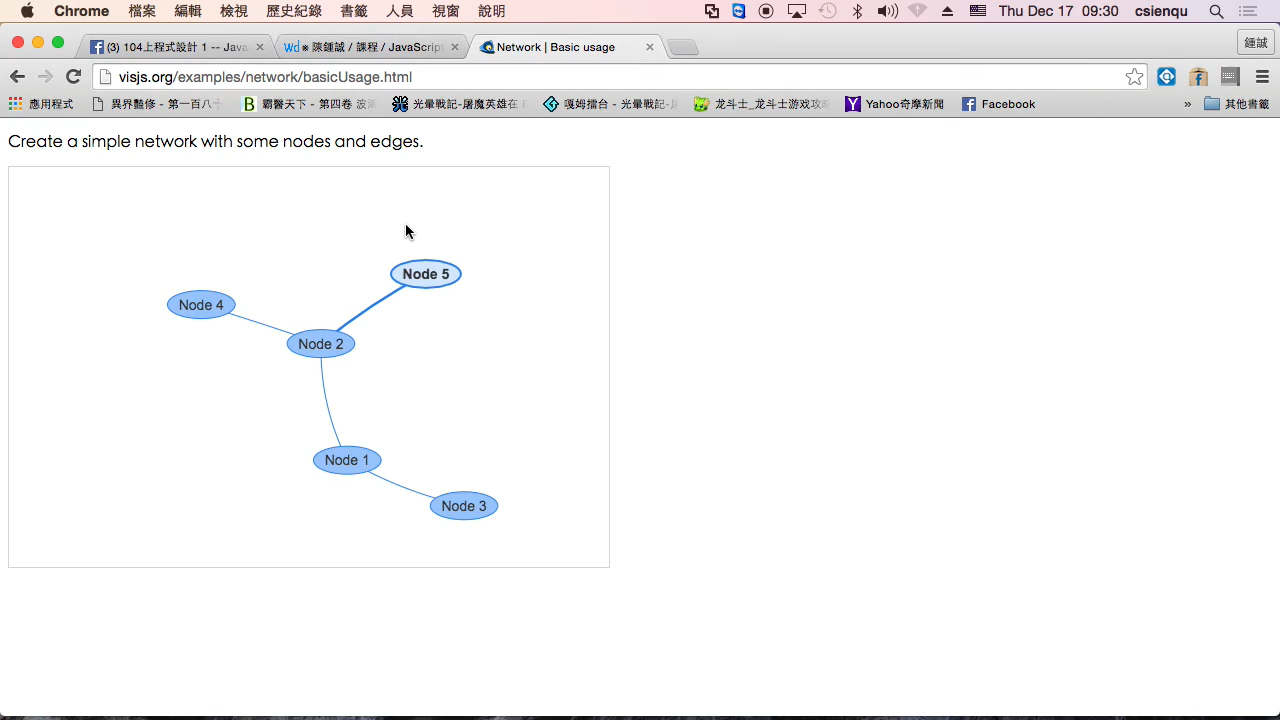 Chrome 檔案 編輯 檢視 歷史紀錄 書籤 人員 視窗 說明 Thu Dec 17 09:30 csienqu
(3) 104上程式設計 1 -- Java 陳鍾誠 / 課程 / JavaScript Network | Basic usage 鍾誠
visjs.org/examples/network/basicUsage.html
應用程式 異界豔修 - 第一百八十 霸醫天下 - 第四卷 光暈戰記-屠魔英雄在 嘎姆擂台 - 光暈戰記- 龙斗士_龙斗士游戏攻 Yahoo奇摩新聞 Facebook » 其他書籤
Create a simple network with some nodes and edges.
Node 5
Node 4
Node 2
Node 1
Node 3